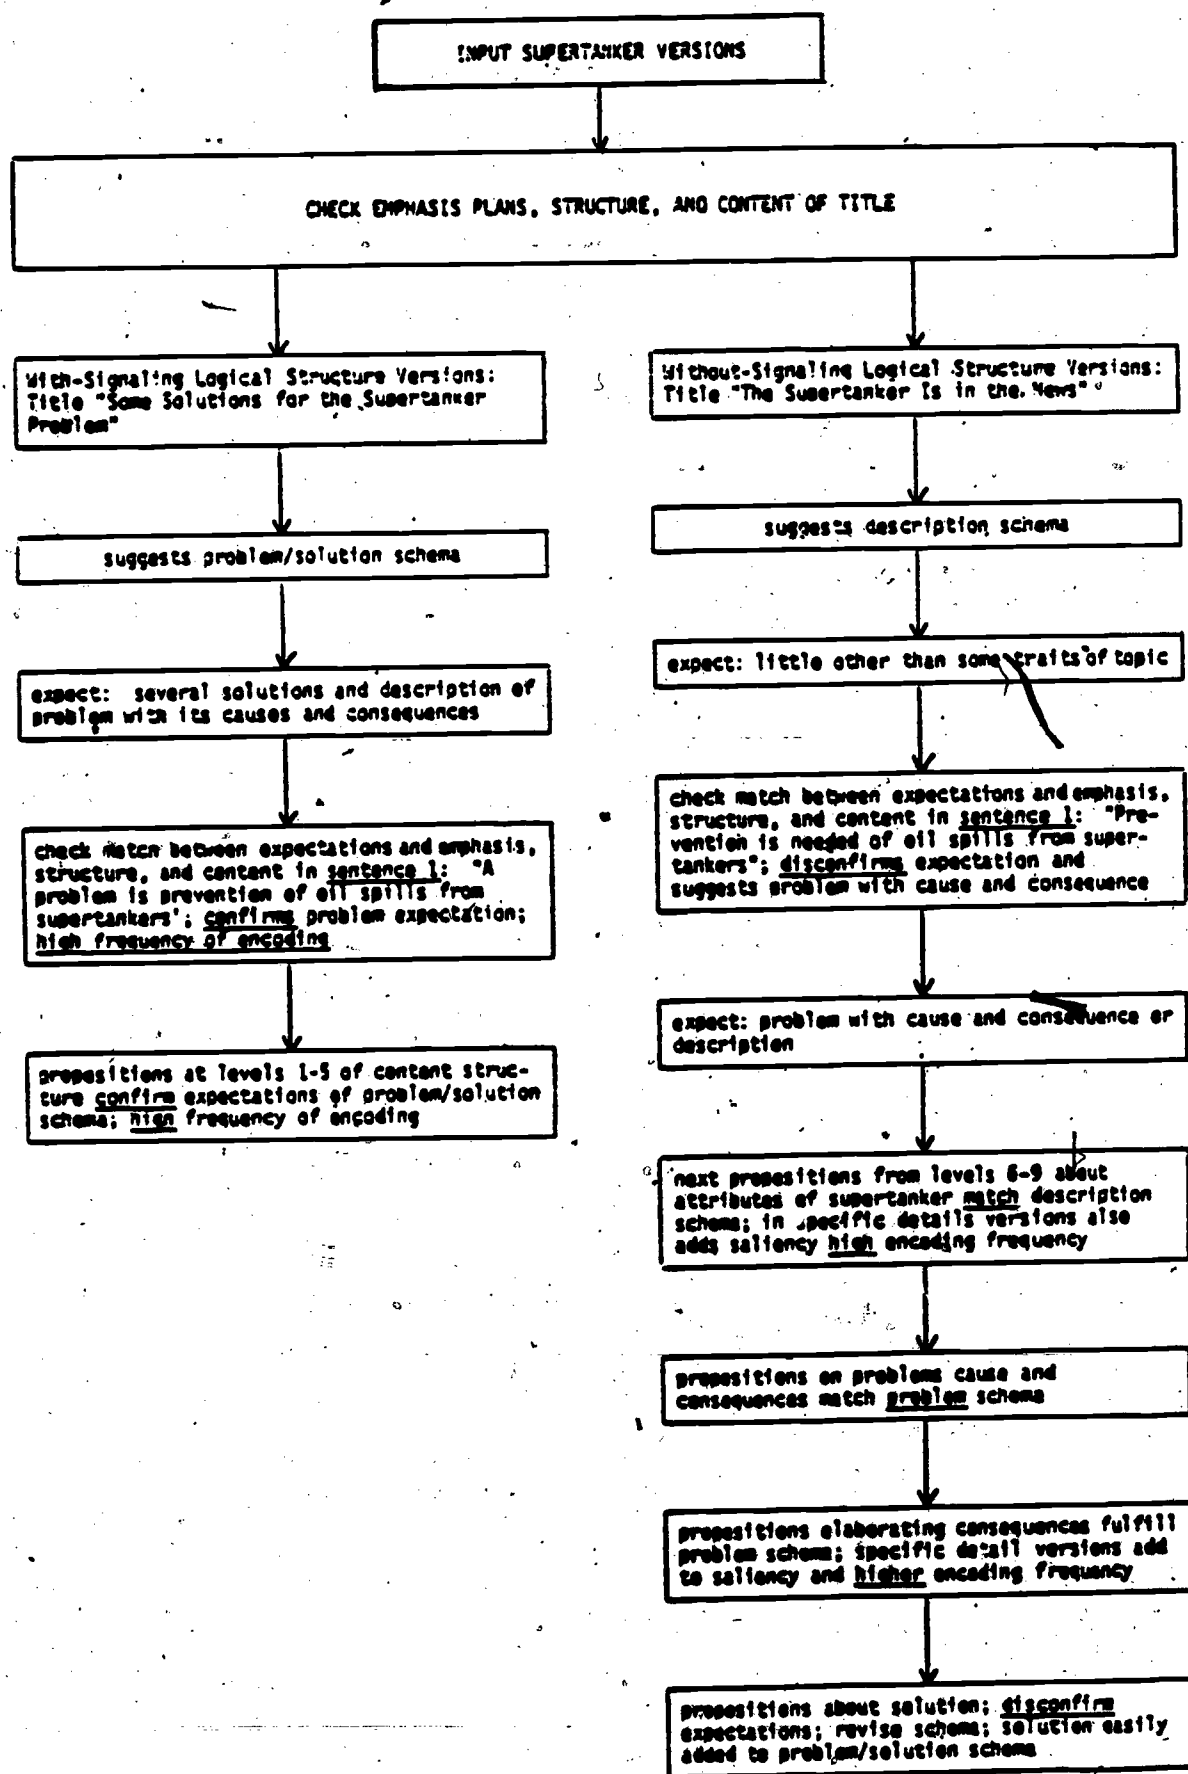 INPUT SUPERTANKER VERSIONS
CHECK EMPHASIS PLANS, STRUCTURE, AND CONTENT OF TITLE
With-Signaling Logical Structure Versions:
Title "Some Solutions for the Supertanker
Problem"
suggests problem/solution schema
expect: several solutions and description of
problem with its causes and consequences
check match between expectations and emphasis,
structure, and content in sentence 1: "A
problem is prevention of oil spills from
supertankers'; confirms problem expectation;
high frequency of encoding
propositions at levels 1-5 of content struc-
ture confirm expectations of problem/solution
schema; high frequency of encoding
Without-Signaling Logical Structure Versions:
Title "The Supertanker Is in the News"
suggests description schema
expect: little other than some traits of topic
check match between expectations and emphasis,
structure, and content in sentence 1: "Pre-
vention is needed of oil spills from super-
tankers"; disconfirms expectation and
suggests problem with cause and consequence
expect: problem with cause and consequence or
description
next propositions from levels 6-9 about
attributes of supertanker match description
schema; in specific details versions also
adds saliency high encoding frequency
propositions on problems cause and
consequences match problem schema
propositions elaborating consequences fulfill
problem schema; specific detail versions add
to saliency and higher encoding frequency
propositions about solution; disconfirm
expectations; revise schema; solution easily
added to problem/solution schema